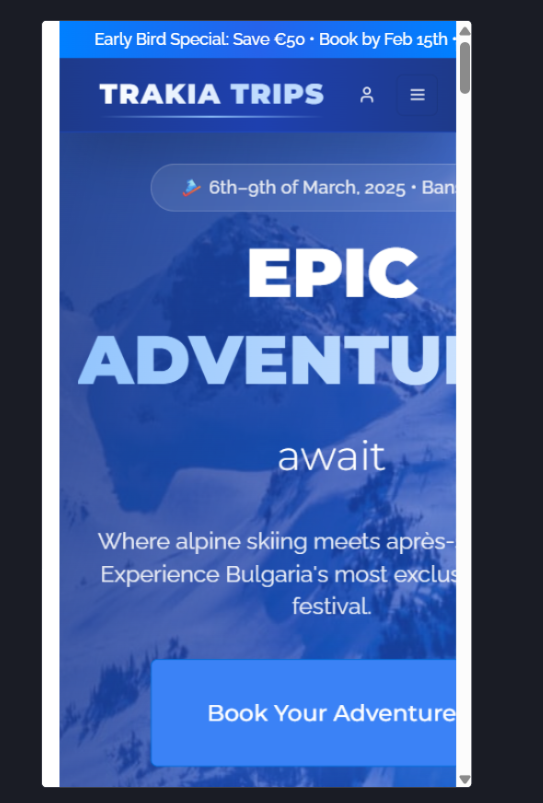 Early Bird Special: Save €50 • Book by Feb 15th •
TRAKIA TRIPS
6th–9th of March, 2025 • Ban
EPIC
ADVENTU
await
Where alpine skiing meets après-
Experience Bulgaria's most exclus
festival.
Book Your Adventure